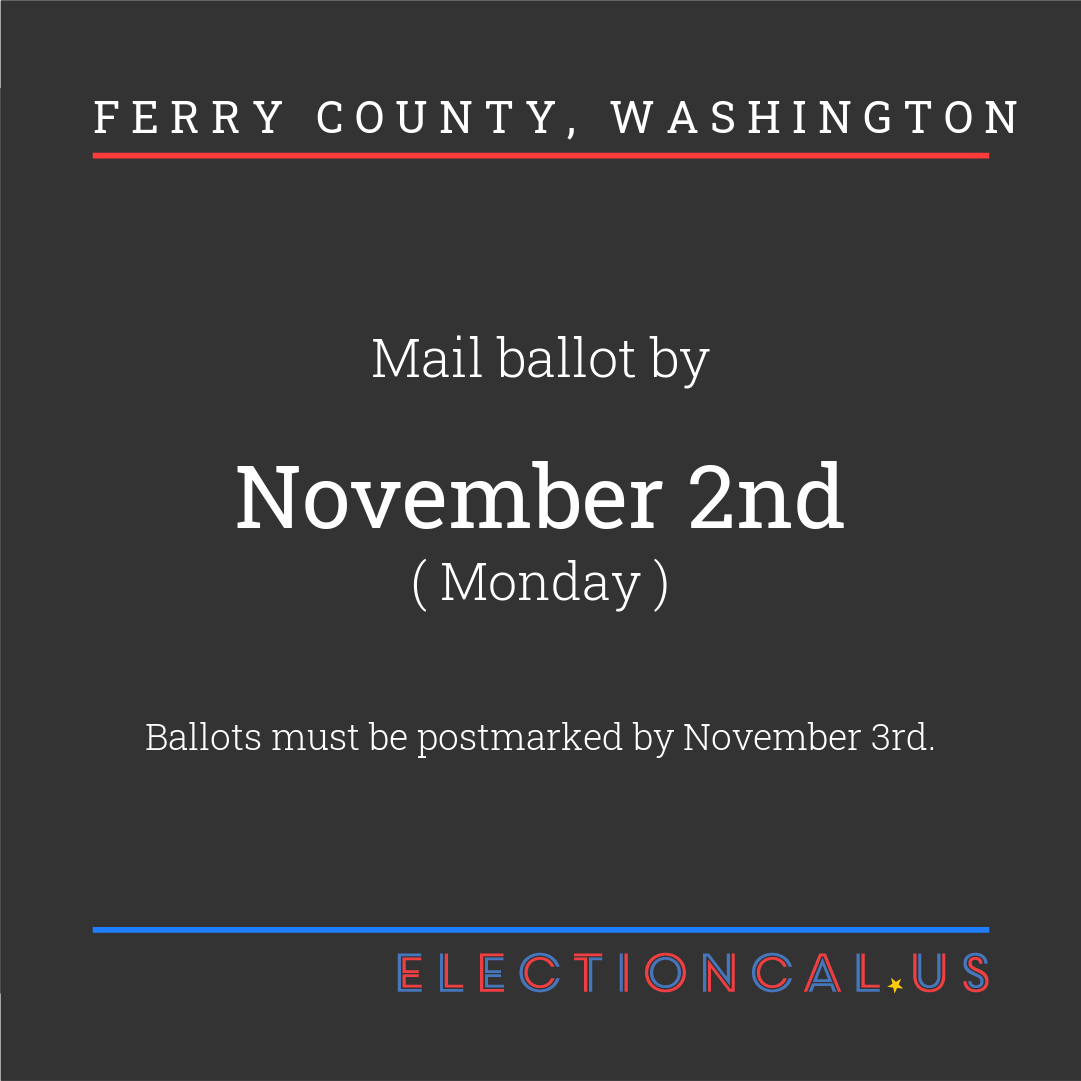 FERRY COUNTY, WASHINGTON
Mail ballot by
November 2nd
( Monday )
Ballots must be postmarked by November 3rd.
ELECTIONCAL.US